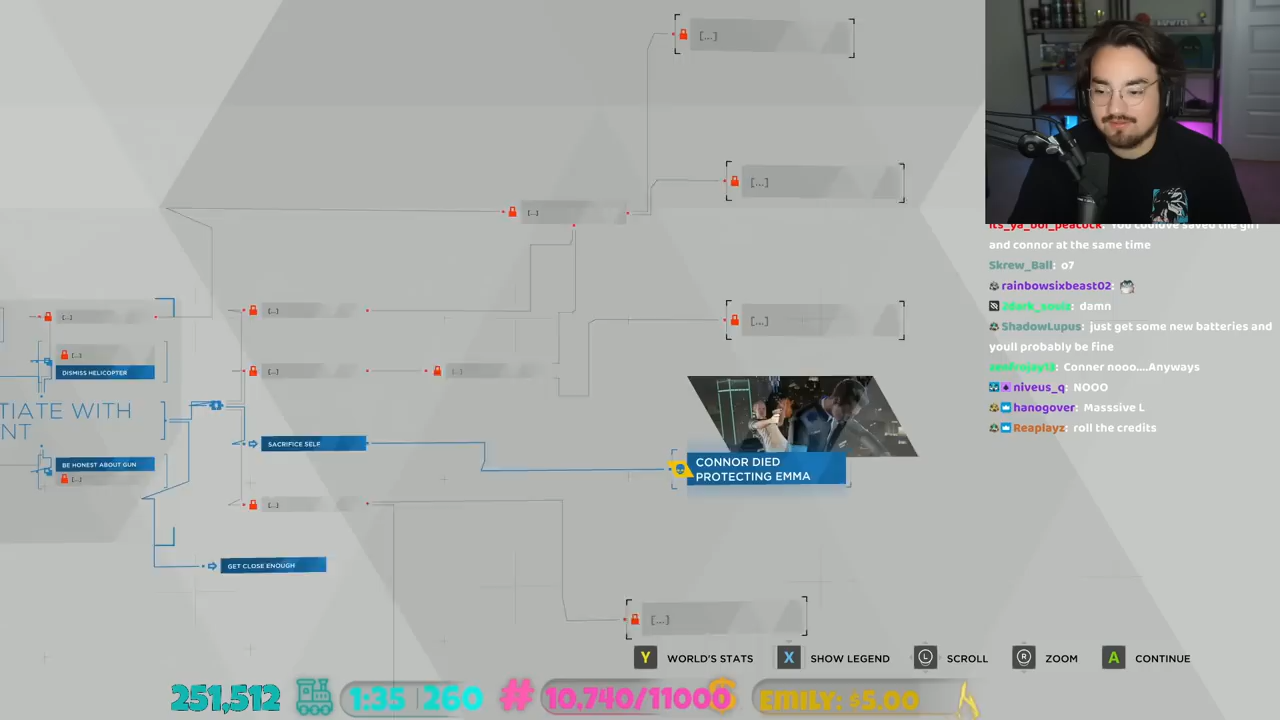 [...]
[...]
[...]
[...]
[...]
[...]
DISMISS HELICOPTER
[...]
[...]
[...]
TIATE WITH
NT
SACRIFICE SELF
CONNOR DIED
PROTECTING EMMA
BE HONEST ABOUT GUN
[...]
[...]
GET CLOSE ENOUGH
[...]
Y WORLD'S STATS X SHOW LEGEND L SCROLL R ZOOM A CONTINUE
its_ya_boi_peacock: You couldve saved the girl
and connor at the same time
Skrew_Ball: o7
rainbowsixbeast02:
2dark_souls: damn
ShadowLupus: just get some new batteries and
youll probably be fine
Conner nooo....Anyways
niveus_q: NOOO
hanogover: Masssive L
Reaplayz: roll the credits
251,512 1:35 | 260 # 10,740/11000 EMILY: $5.00